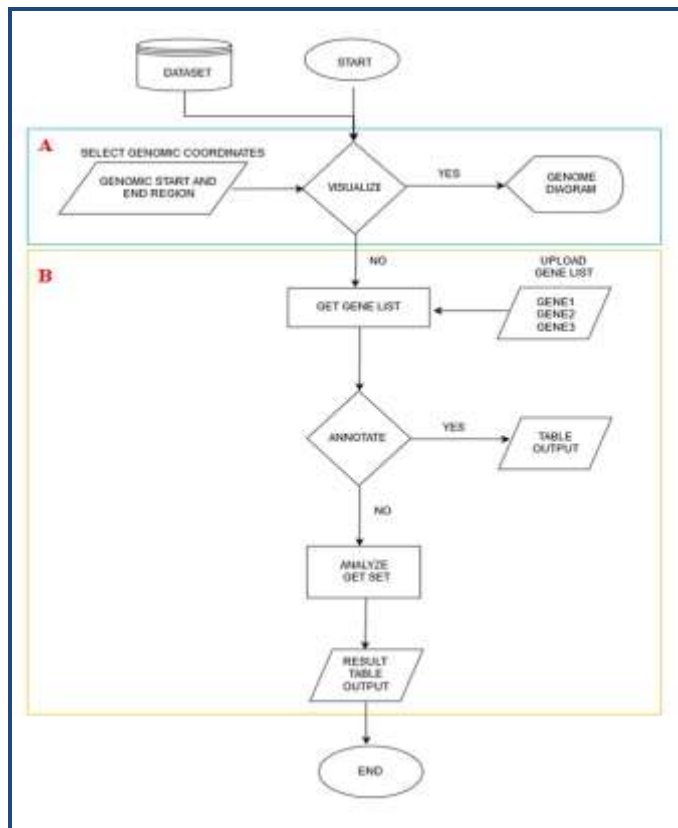 DATASET
START
A
SELECT GENOMIC COORDINATES
GENOMIC START AND
END REGION
VISUALIZE
YES
GENOME
DIAGRAM
NO
B
UPLOAD
GENE LIST
GET GENE LIST
GENE1
GENE2
GENE3
ANNOTATE
YES
TABLE
OUTPUT
NO
ANALYZE
GET SET
RESULT
TABLE
OUTPUT
END